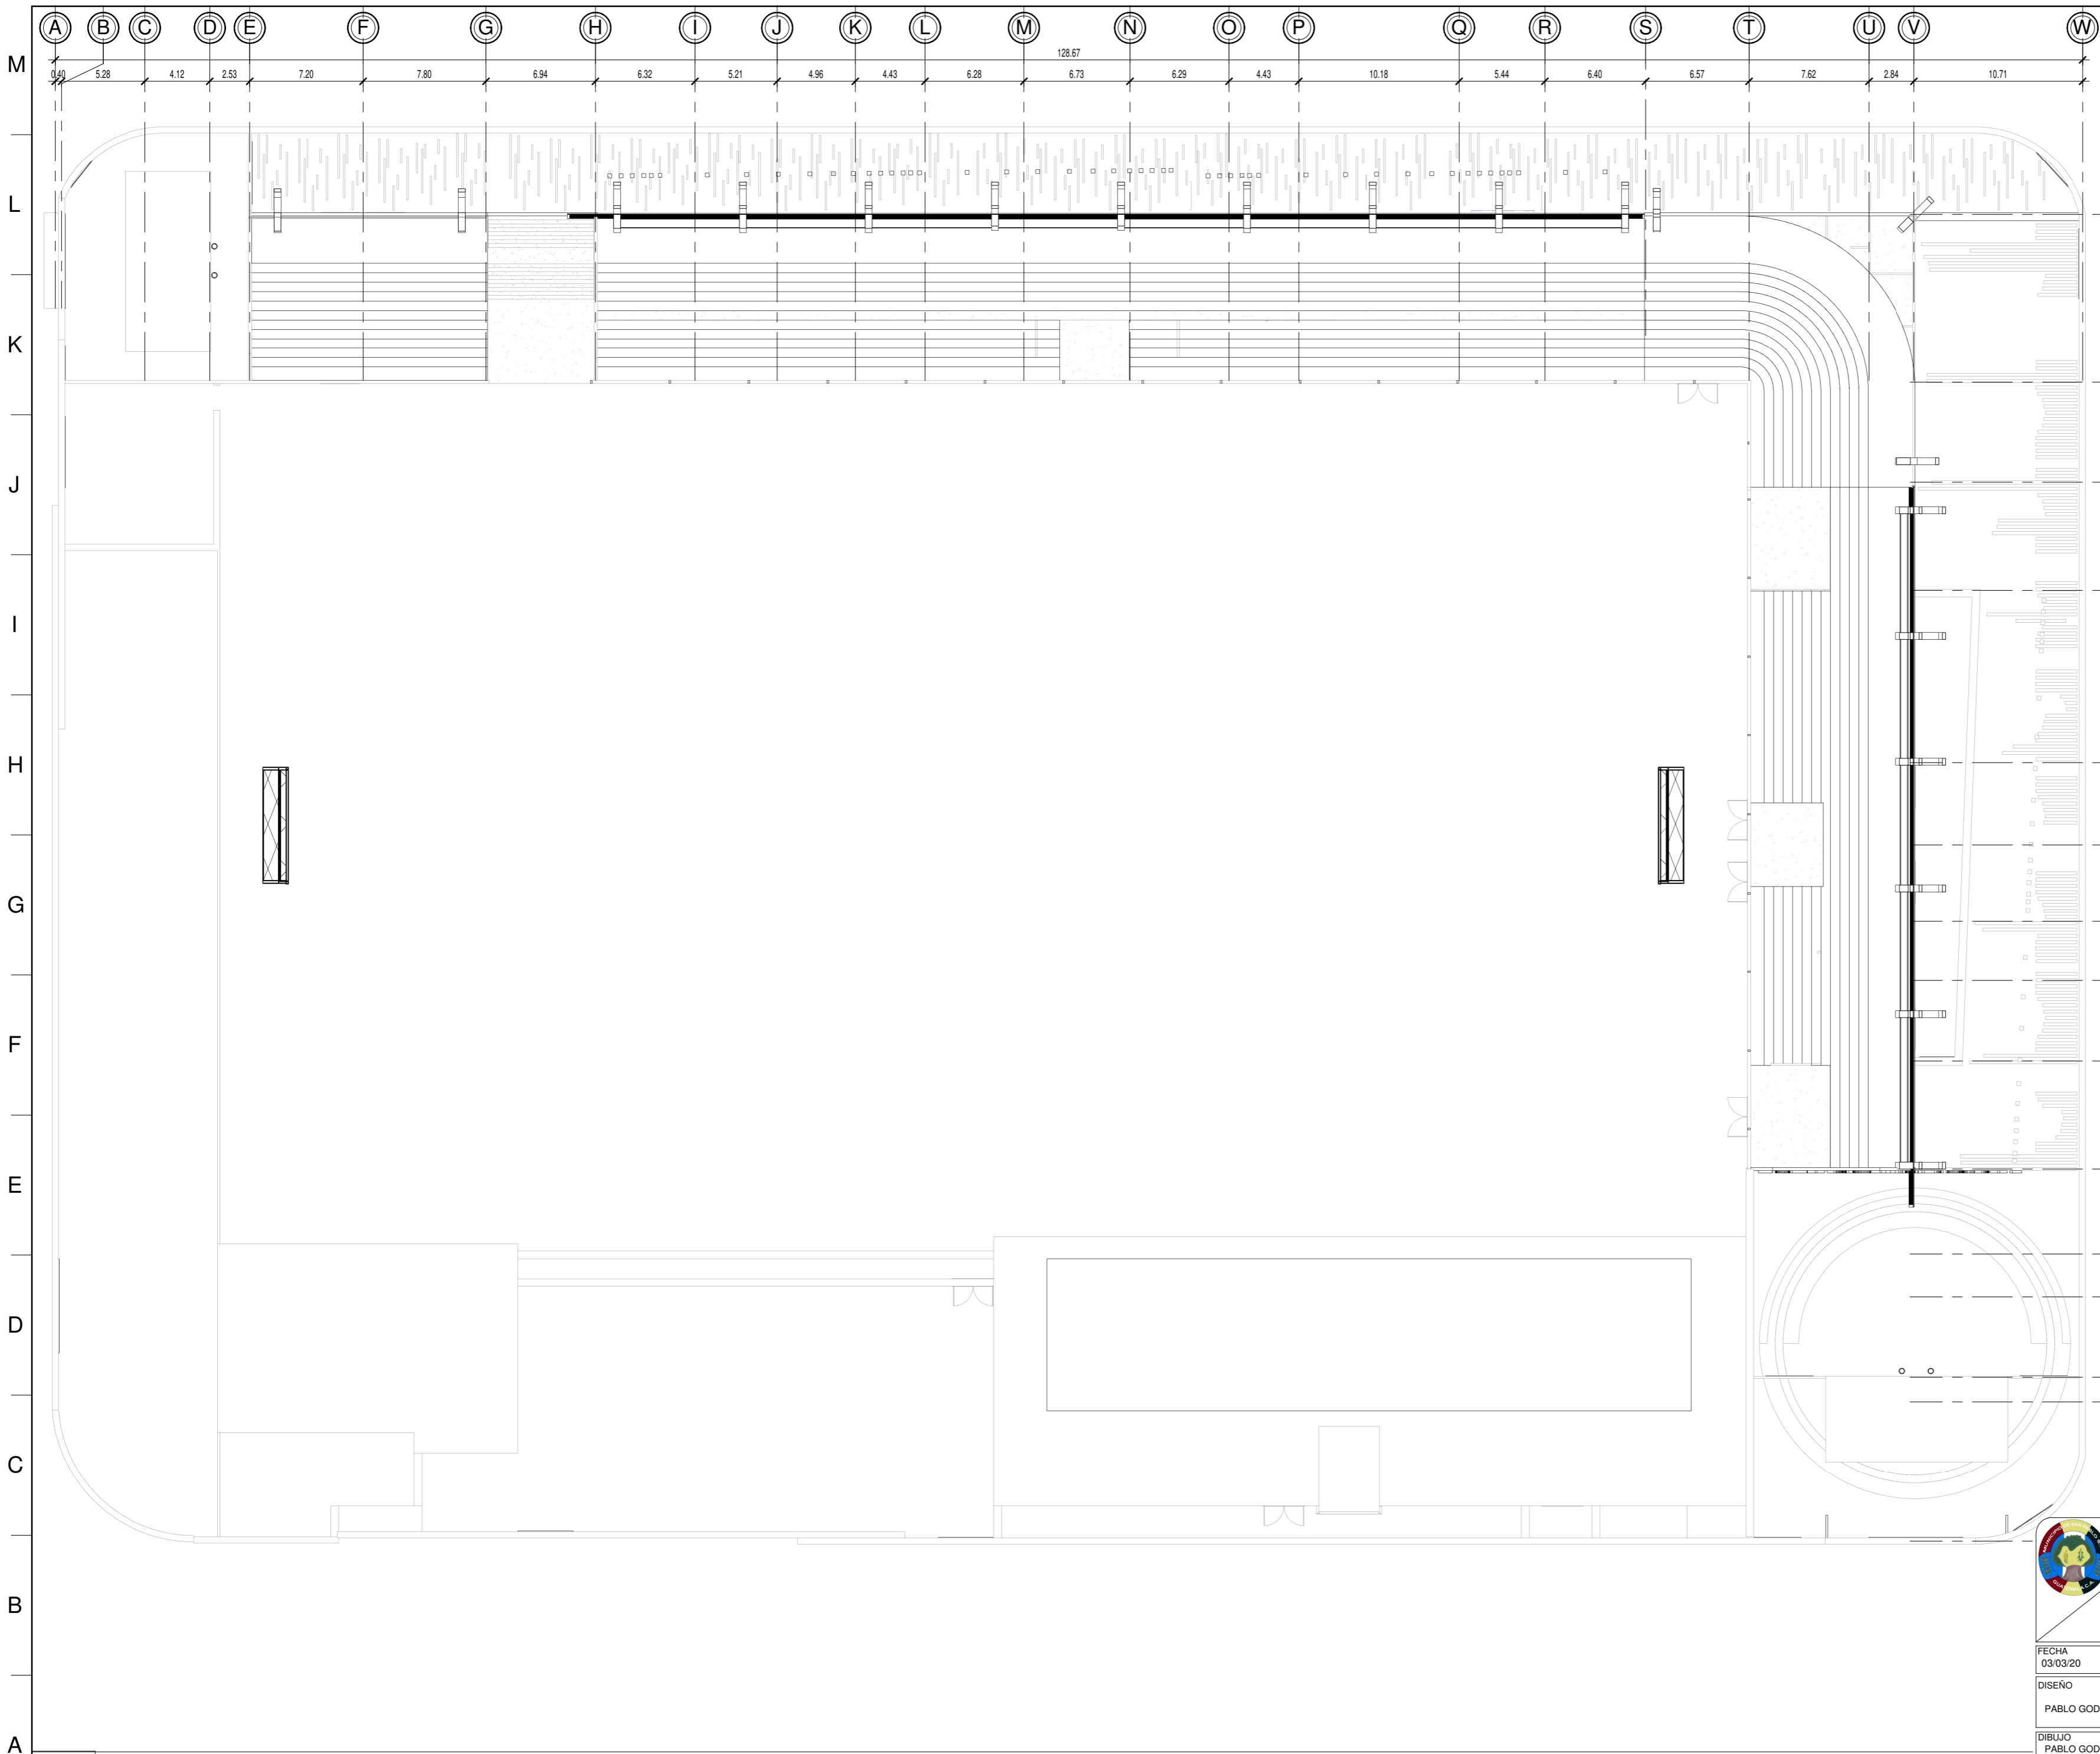 A B C D E F G H I J K L M N O P Q R S T U V W
128.67
0.40 5.28 4.12 2.53 7.20 7.80 6.94 6.32 5.21 4.96 4.43 6.28 6.73 6.29 4.43 10.18 5.44 6.40 6.57 7.62 2.84 10.71
M
L
K
J
I
H
G
F
E
D
C
B
A
FECHA
03/03/20
DISEÑO
PABLO GOD
DIBUJO
PABLO GOD